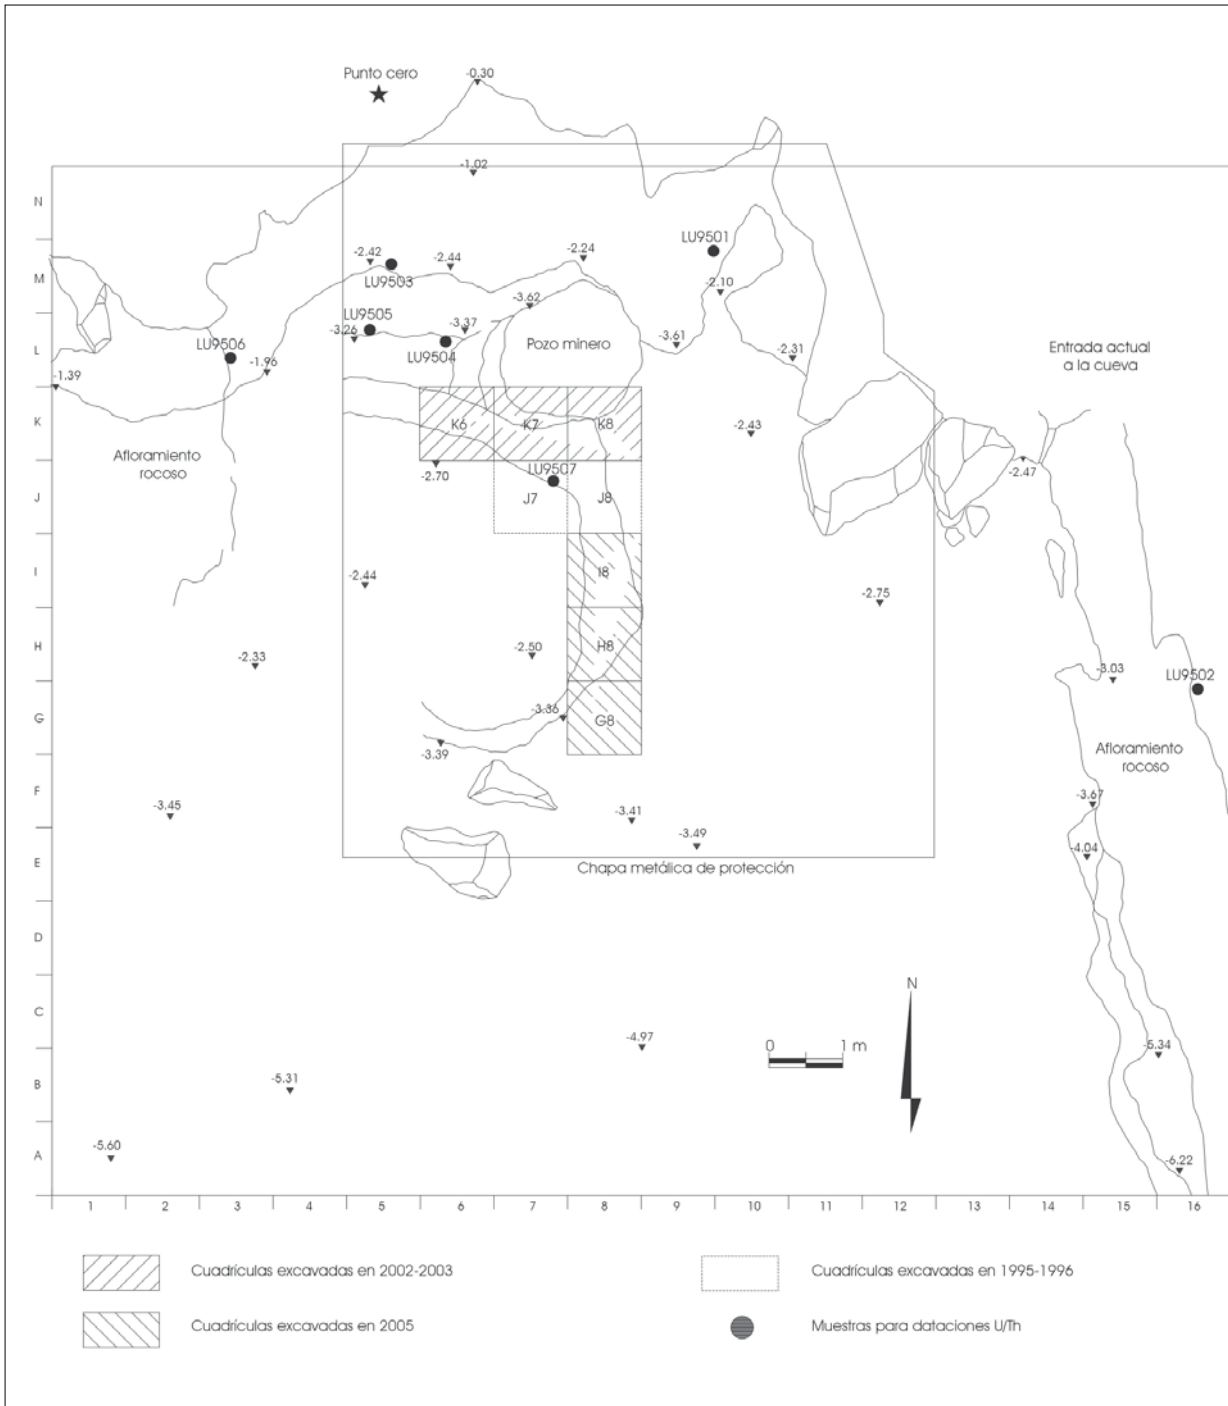 Punto cero
-0.30
-1.02
N
LU9501
-2.42
-2.44
-2.24
M
LU9503
-2.10
-3.62
LU9505
-3.26
-3.37
LU9506
LU9504
Pozo minero
-3.61
L
-1.96
-2.31
Entrada actual
a la cueva
-1.39
K
K6
K7
K8
-2.43
Afloramiento
rocoso
-2.70
LU9507
-2.47
J
J7
J8
I
-2.44
I8
-2.75
H
-2.33
-2.50
H8
-3.03
LU9502
G
-3.36
G8
-3.39
Afloramiento
rocoso
F
-3.45
-3.41
-3.67
-3.49
E
-4.04
Chapa metálica de protección
D
N
C
-4.97
0 1 m
-5.34
B
-5.31
A
-5.60
-6.22
1 2 3 4 5 6 7 8 9 10 11 12 13 14 15 16
Cuadrículas excavadas en 2002-2003
Cuadrículas excavadas en 1995-1996
Cuadrículas excavadas en 2005
Muestras para dataciones U/Th